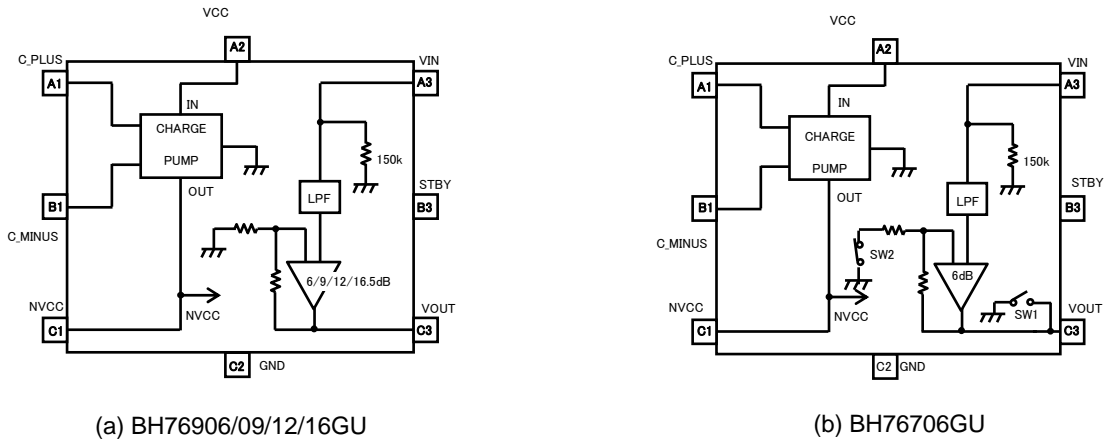 VCC
C_PLUS
A2
VIN
A1
A3
IN
CHARGE
PUMP
150k
OUT
STBY
B1
LPF
B3
C_MINUS
6/9/12/16.5dB
NVCC
NVCC
VOUT
C1
C3
C2
GND
(a) BH76906/09/12/16GU
VCC
C_PLUS
A2
VIN
A1
A3
IN
CHARGE
PUMP
150k
OUT
STBY
B1
LPF
B3
C_MINUS
SW2
6dB
NVCC
NVCC
SW1
VOUT
C1
C3
C2
GND
(b) BH76706GU